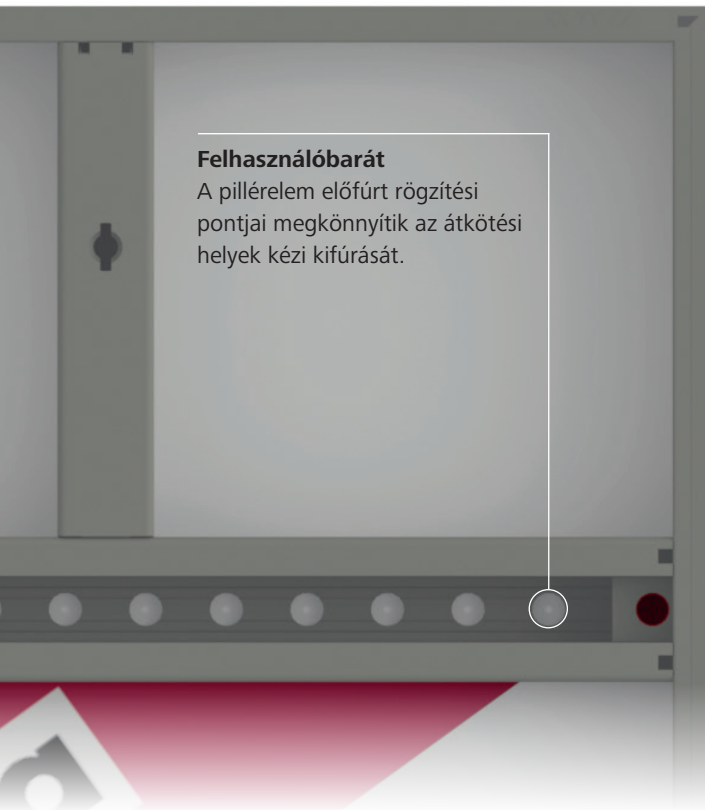 Felhasználóbarát
A pillérelem előfúrt rögzítési
pontjai megkönnyítik az átkötési
helyek kézi kifúrását.